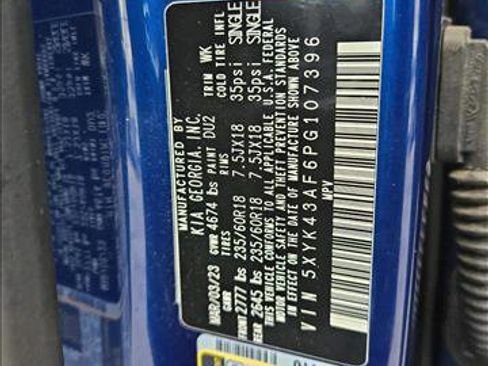 MANUFACTURED BY
KIA GEORGIA, INC.
PAINT DU2 TRIM WK
MABR/03/23 GVWR 4674 lbs
GAWR TIRES RIMS COLD TIRE INFL.
FRONT 2777 lbs 235/60R18 7.5JX18 35psi SINGLE
REAR 2645 lbs 235/60R18 7.5JX18 35psi SINGLE
THIS VEHICLE CONFORMS TO ALL APPLICABLE U.S.A. FEDERAL
MOTOR VEHICLE SAFETY AND THEFT PREVENTION STANDARDS
IN EFFECT ON THE DATE OF MANUFACTURE SHOWN ABOVE
VIN 5XYK43AF6PG107396
MPV